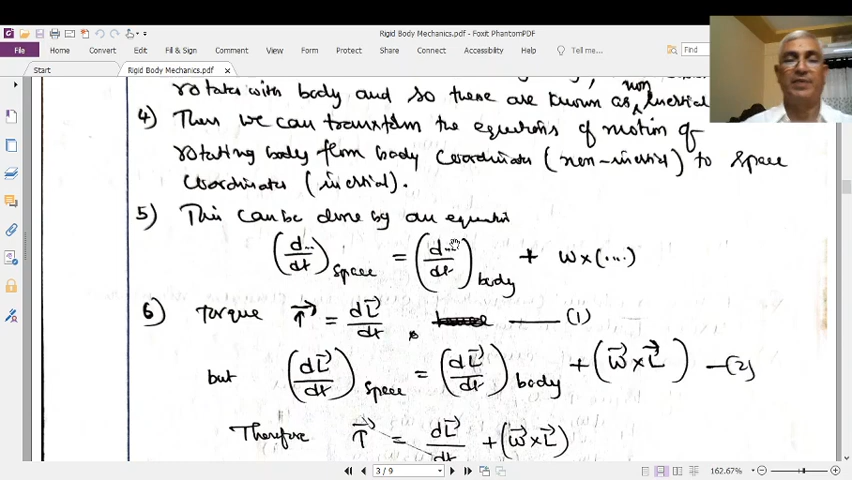 Rigid Body Mechanics.pdf - Foxit PhantomPDF
File Home Edit Fill & Sign Comment View Form Protect Share Connect Accessibility Help Tell me Find
Start Rigid Body Mechanics.pdf ×
rotates with body and so these are known as non inertial
4) Then we can transform the equations of motion of
rotating body from body coordinates (non-inertial) to space
coordinates (inertial).
5) This can be done by an equation
(d.../dt) space = (d.../dt) body + ω×(...)
6) Torque τ⃗ = dL⃗/dt. —— (1)
but (dL⃗/dt) space = (dL⃗/dt) body + (ω⃗×L⃗) —(2)
Therefore τ⃗ = dL⃗/dt + (ω⃗×L⃗)
3 / 9 162.67%